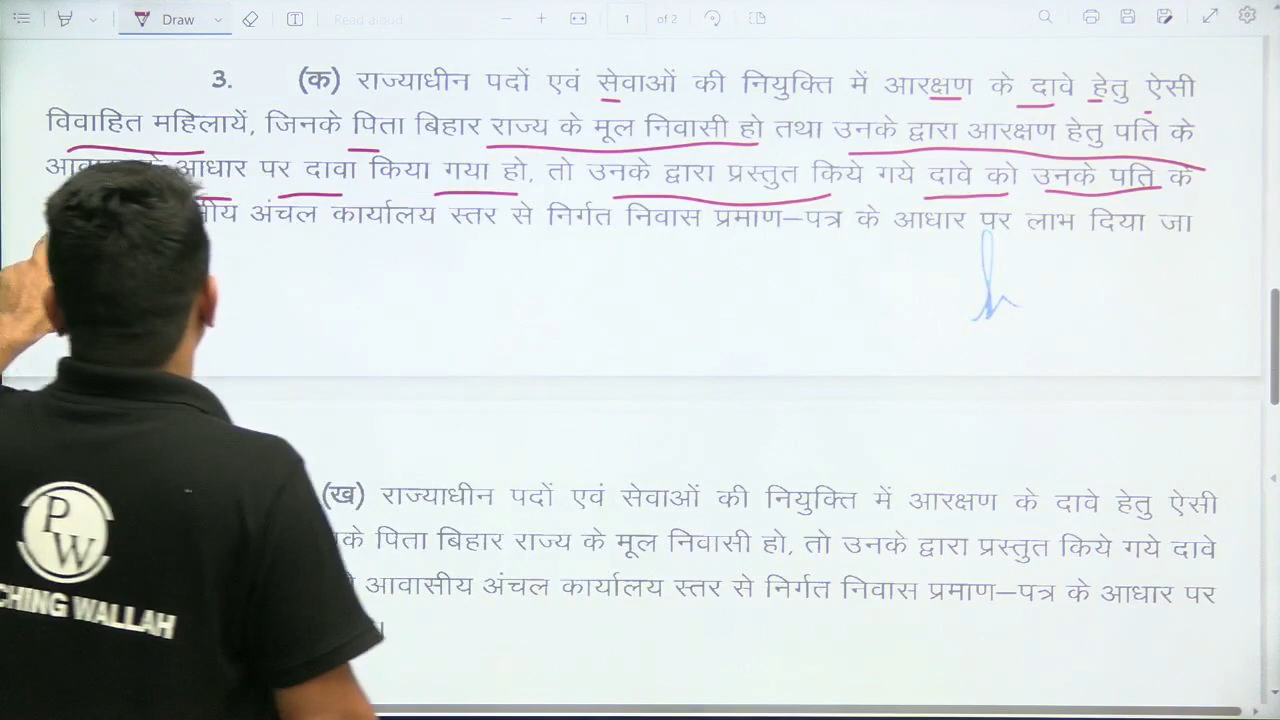 Draw
Read aloud
1 of 2
3. (क) राज्याधीन पदों एवं सेवाओं की नियुक्ति में आरक्षण के दावे हेतु ऐसी
विवाहित महिलायें, जिनके पिता बिहार राज्य के मूल निवासी हो तथा उनके द्वारा आरक्षण हेतु पति के
आधार पर दावा किया गया हो, तो उनके द्वारा प्रस्तुत किये गये दावे को उनके पति के
अंचल कार्यालय स्तर से निर्गत निवास प्रमाण–पत्र के आधार पर लाभ दिया जा
(ख) राज्याधीन पदों एवं सेवाओं की नियुक्ति में आरक्षण के दावे हेतु ऐसी
पिता बिहार राज्य के मूल निवासी हो, तो उनके द्वारा प्रस्तुत किये गये दावे
आवासीय अंचल कार्यालय स्तर से निर्गत निवास प्रमाण–पत्र के आधार पर
PW
CHING WALLAH